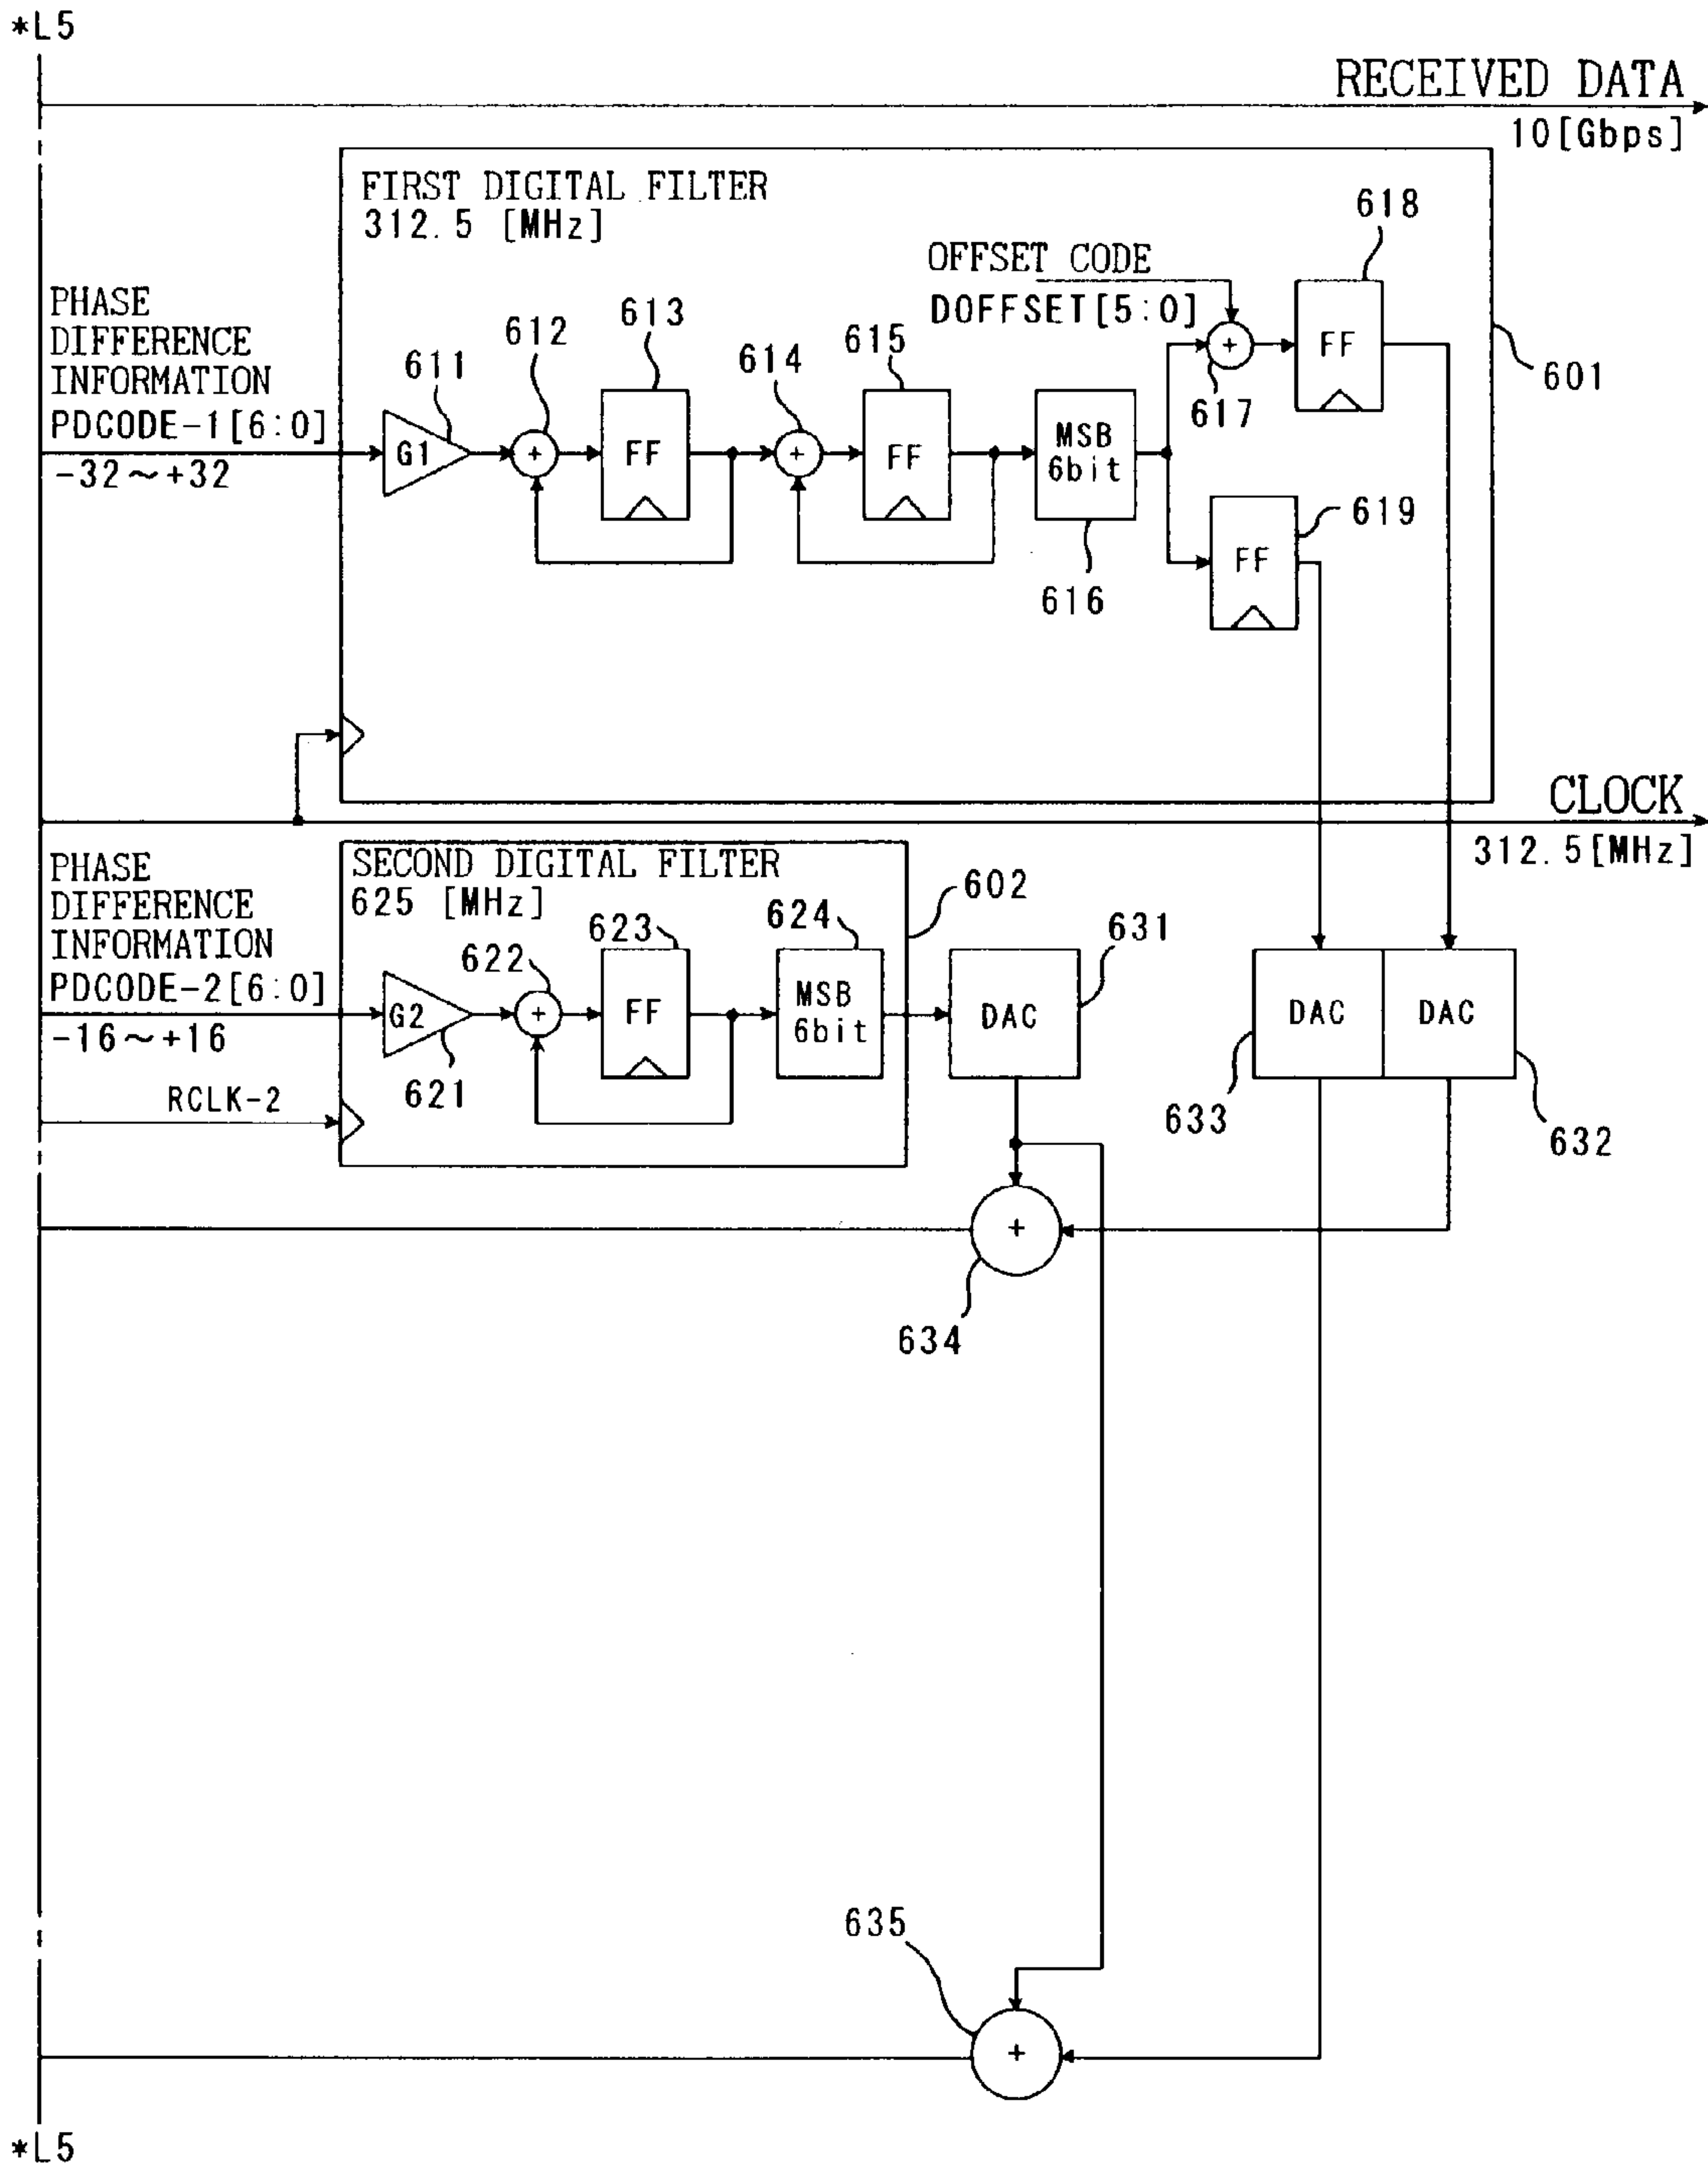 *L5
RECEIVED DATA
10[Gbps]
FIRST DIGITAL FILTER
312.5 [MHz]
618
OFFSET CODE
DOFFSET[5:0]
PHASE
DIFFERENCE
INFORMATION
PDCODE-1[6:0]
-32~+32
611
612
613
614
615
617
601
G1
+
FF
+
FF
MSB
6bit
+
FF
616
FF
619
CLOCK
312.5[MHz]
PHASE
DIFFERENCE
INFORMATION
PDCODE-2[6:0]
-16~+16
SECOND DIGITAL FILTER
625 [MHz]
602
622
623
624
631
G2
+
FF
MSB
6bit
DAC
DAC
DAC
621
RCLK-2
633
632
+
634
635
+
*L5